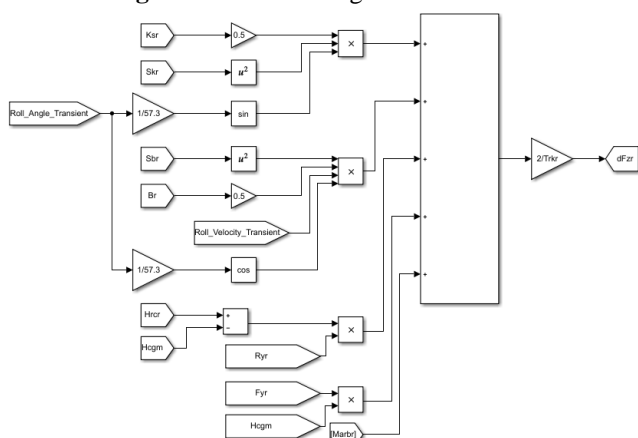 Ksr
0.5
×
+
Skr
u²
Roll_Angle_Transient
1/57.3
sin
+
Sbr
u²
×
+
2/Trkr
dFzr
Br
0.5
Roll_Velocity_Transient
+
1/57.3
cos
+
Hrcr
+
−
×
Hcgm
Ryr
Fyr
×
Hcgm
[Marbr]